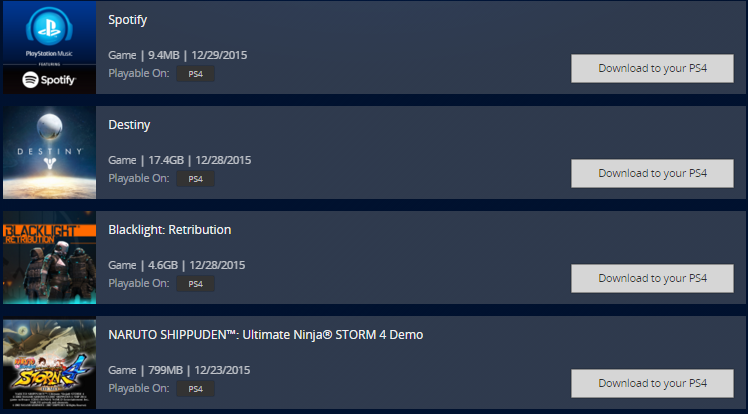 PlayStation Music
FEATURING
Spotify
Spotify
Game | 9.4MB | 12/29/2015
Playable On: PS4
Download to your PS4
DESTINY
Destiny
Game | 17.4GB | 12/28/2015
Playable On: PS4
Download to your PS4
BLACKLIGHT
RETRIBUTION
Blacklight: Retribution
Game | 4.6GB | 12/28/2015
Playable On: PS4
Download to your PS4
STORM 4
NARUTO SHIPPUDEN™: Ultimate Ninja® STORM 4 Demo
Game | 799MB | 12/23/2015
Playable On: PS4
Download to your PS4